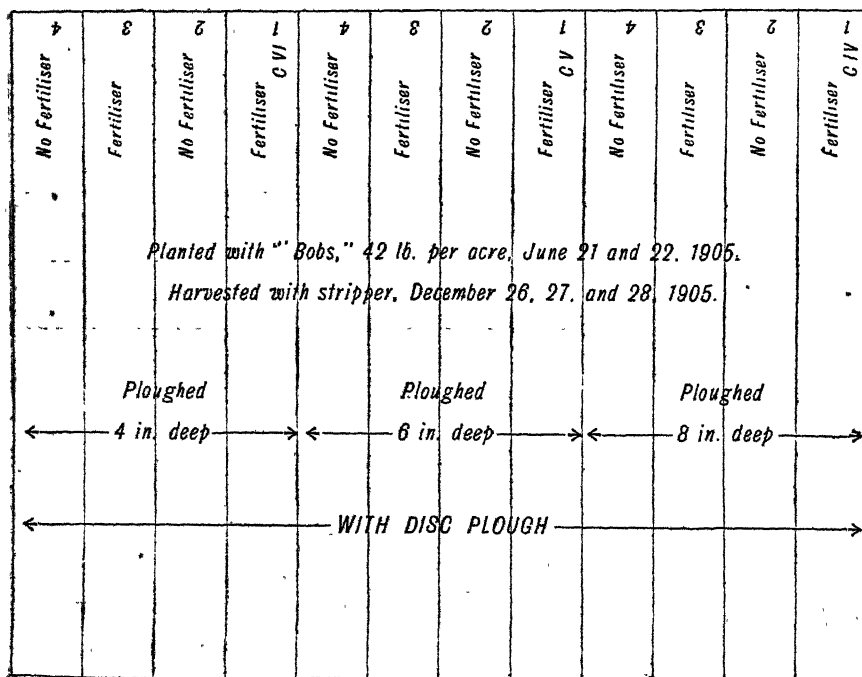 4 3 2 1 4 3 2 1 4 3 2 1
C VI C V C IV
No Fertiliser
Fertiliser
No Fertiliser
Fertiliser
No Fertiliser
Fertiliser
No Fertiliser
Fertiliser
No Fertiliser
Fertiliser
No Fertiliser
Fertiliser
Planted with "Bobs," 42 lb. per acre, June 21 and 22. 1905.
Harvested with stripper, December 26, 27, and 28, 1905.
Ploughed Ploughed Ploughed
4 in. deep 6 in. deep 8 in. deep
WITH DISC PLOUGH